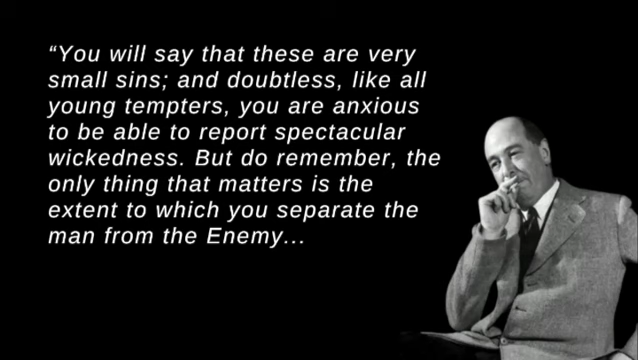 “You will say that these are very
small sins; and doubtless, like all
young tempters, you are anxious
to be able to report spectacular
wickedness. But do remember, the
only thing that matters is the
extent to which you separate the
man from the Enemy...